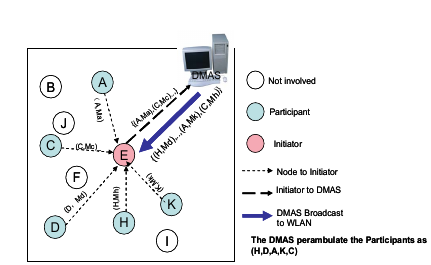 DMAS
B
A
J
C
E
F
D
H
K
I
(A,Ma)
(C,Mc)
(D, Md)
(H,Mh)
(K,Mk)
{(A,Ma),(C,Mc)...}
{(H,Md),...(A,Mk),(C,Mh)}
Not involved
Participant
Initiator
Node to Initiator
Initiator to DMAS
DMAS Broadcast
to WLAN
The DMAS perambulate the Participants as
(H,D,A,K,C)